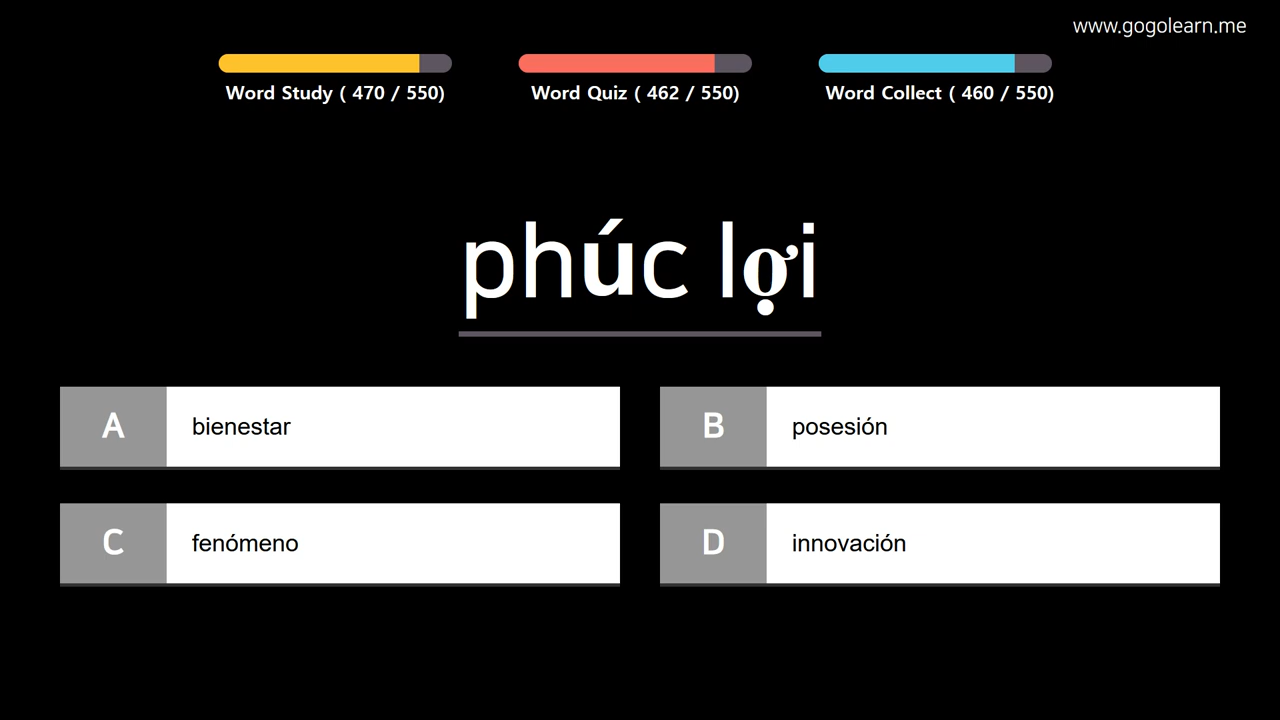 www.gogolearn.me
Word Study ( 470 / 550)
Word Quiz ( 462 / 550)
Word Collect ( 460 / 550)
phúc lợi
A bienestar
B posesión
C fenómeno
D innovación